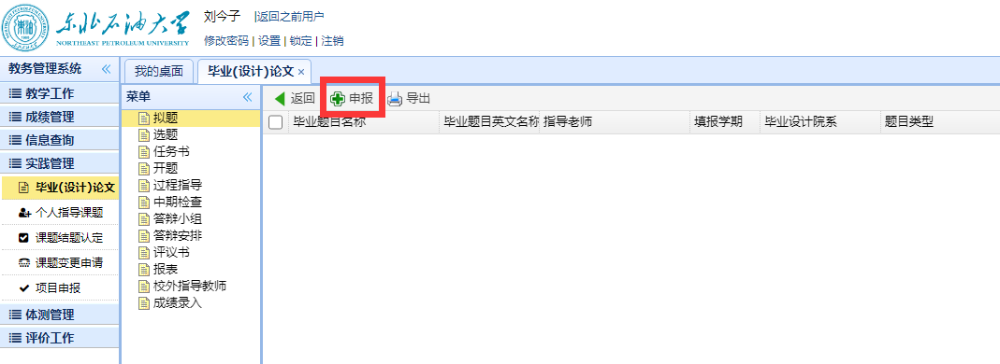 东北石油大学
NORTHEAST PETROLEUM UNIVERSITY
刘今子 |返回之前用户
修改密码 | 设置 | 锁定 | 注销
教务管理系统
教学工作
成绩管理
信息查询
实践管理
毕业(设计)论文
个人指导课题
课题结题认定
课题变更申请
项目申报
体测管理
评价工作
我的桌面 毕业(设计)论文 ×
菜单
拟题
选题
任务书
开题
过程指导
中期检查
答辩小组
答辩安排
评议书
报表
校外指导教师
成绩录入
返回 申报 导出
毕业题目名称 毕业题目英文名称 指导老师 填报学期 毕业设计院系 题目类型